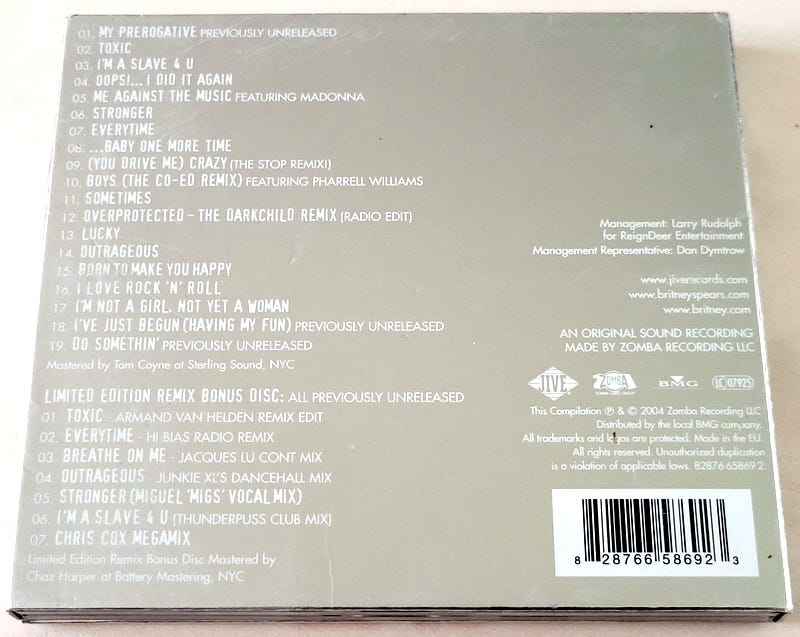 01. MY PREROGATIVE PREVIOUSLY UNRELEASED
02. TOXIC
03. I'M A SLAVE 4 U
04. OOPS!... I DID IT AGAIN
05. ME AGAINST THE MUSIC FEATURING MADONNA
06. STRONGER
07. EVERYTIME
08. ...BABY ONE MORE TIME
09. (YOU DRIVE ME) CRAZY (THE STOP REMIX!)
10. BOYS (THE CO-ED REMIX) FEATURING PHARRELL WILLIAMS
11. SOMETIMES
12. OVERPROTECTED - THE DARKCHILD REMIX (RADIO EDIT)
13. LUCKY
14. OUTRAGEOUS
15. BORN TO MAKE YOU HAPPY
16. I LOVE ROCK 'N' ROLL
17. I'M NOT A GIRL, NOT YET A WOMAN
18. I'VE JUST BEGUN (HAVING MY FUN) PREVIOUSLY UNRELEASED
19. DO SOMETHIN' PREVIOUSLY UNRELEASED
Mastered by Tom Coyne at Sterling Sound, NYC
LIMITED EDITION REMIX BONUS DISC: ALL PREVIOUSLY UNRELEASED
01. TOXIC - ARMAND VAN HELDEN REMIX EDIT
02. EVERYTIME - HI BIAS RADIO REMIX
03. BREATHE ON ME - JACQUES LU CONT MIX
04. OUTRAGEOUS - JUNKIE XL'S DANCEHALL MIX
05. STRONGER (MIGUEL 'MIGS' VOCAL MIX)
06. I'M A SLAVE 4 U (THUNDERPUSS CLUB MIX)
07. CHRIS COX MEGAMIX
Limited Edition Remix Bonus Disc Mastered by
Chaz Harper at Battery Mastering, NYC
Management: Larry Rudolph
for ReignDeer Entertainment
Management Representative: Dan Dymtrow
www.jiverecords.com
www.britneyspears.com
www.britney.com
AN ORIGINAL SOUND RECORDING
MADE BY ZOMBA RECORDING LLC
JIVE ZOMBA BMG LC 07925
ZOMBA LABEL GROUP
This Compilation ℗ & © 2004 Zomba Recording LLC
Distributed by the local BMG company.
All trademarks and logos are protected. Made in the EU.
All rights reserved. Unauthorized duplication
is a violation of applicable laws. 82876 65869 2
8 28766 58692 3